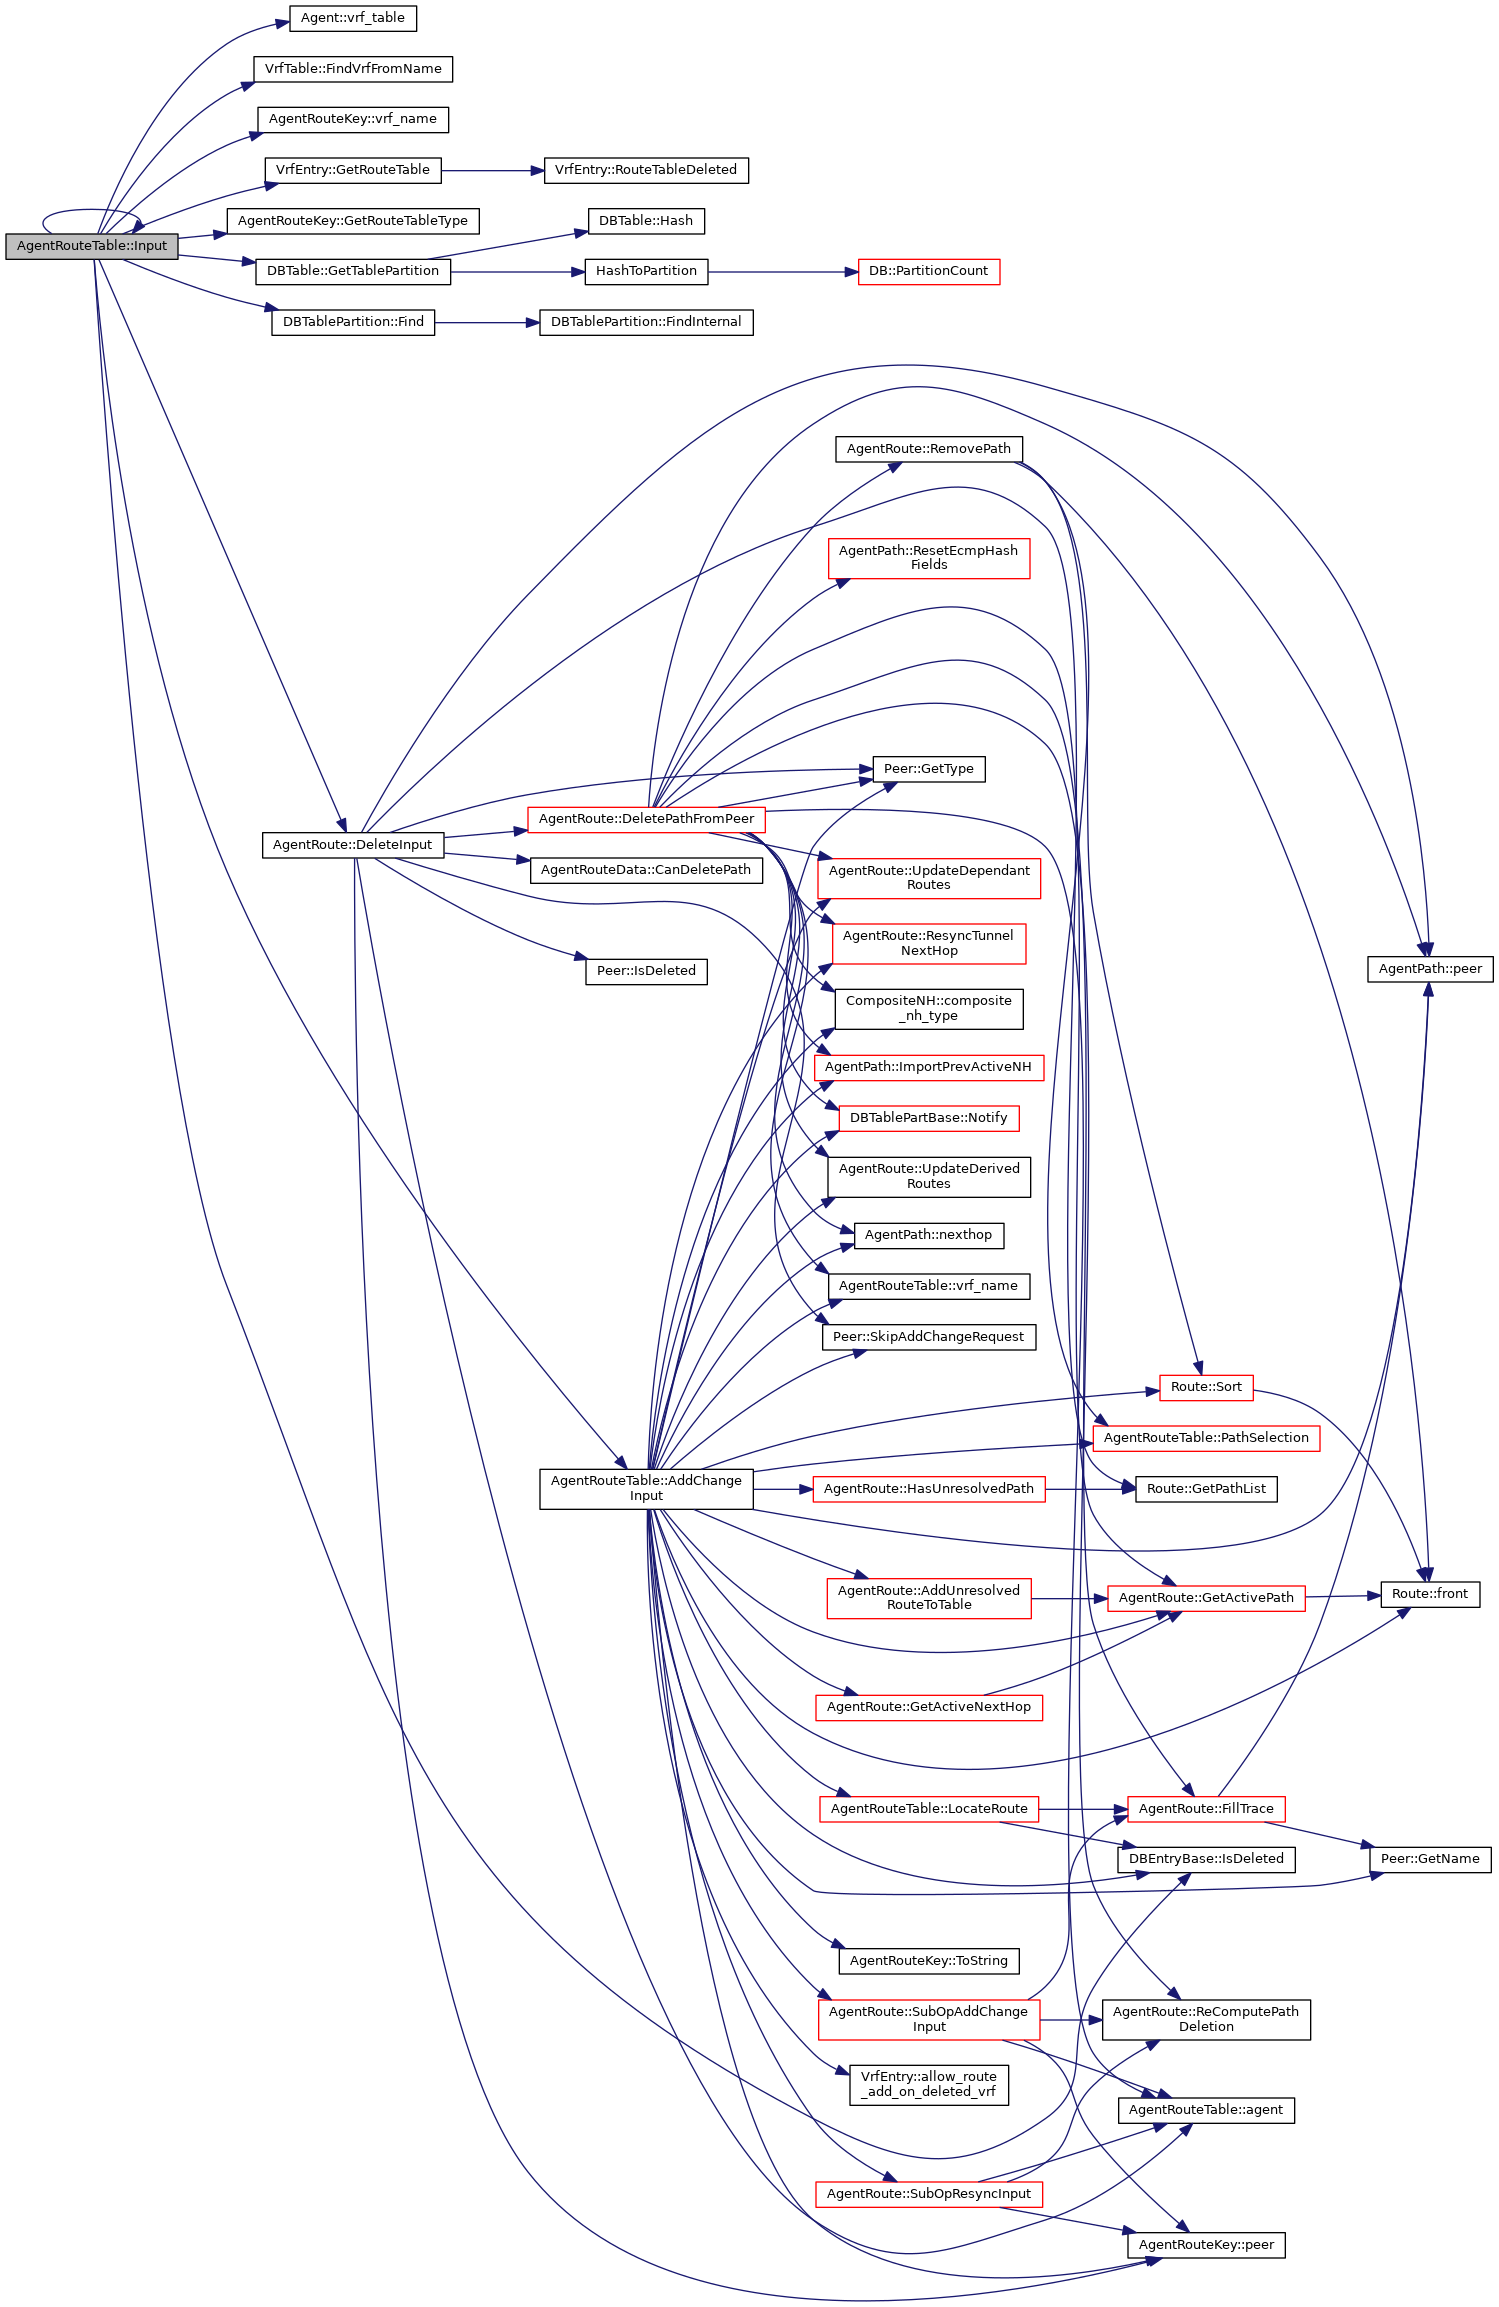 Agent::vrf_table
VrfTable::FindVrfFromName
AgentRouteKey::vrf_name
VrfEntry::GetRouteTable
VrfEntry::RouteTableDeleted
AgentRouteKey::GetRouteTableType
DBTable::Hash
AgentRouteTable::Input
DBTable::GetTablePartition
HashToPartition
DB::PartitionCount
DBTablePartition::Find
DBTablePartition::FindInternal
AgentRoute::RemovePath
AgentPath::ResetEcmpHash
Fields
Peer::GetType
AgentRoute::DeletePathFromPeer
AgentRoute::DeleteInput
AgentRouteData::CanDeletePath
AgentRoute::UpdateDependant
Routes
AgentRoute::ResyncTunnel
NextHop
Peer::IsDeleted
AgentPath::peer
CompositeNH::composite
_nh_type
AgentPath::ImportPrevActiveNH
DBTablePartBase::Notify
AgentRoute::UpdateDerived
Routes
AgentPath::nexthop
AgentRouteTable::vrf_name
Peer::SkipAddChangeRequest
Route::Sort
AgentRouteTable::PathSelection
AgentRouteTable::AddChange
Input
AgentRoute::HasUnresolvedPath
Route::GetPathList
AgentRoute::AddUnresolved
RouteToTable
AgentRoute::GetActivePath
Route::front
AgentRoute::GetActiveNextHop
AgentRouteTable::LocateRoute
AgentRoute::FillTrace
DBEntryBase::IsDeleted
Peer::GetName
AgentRouteKey::ToString
AgentRoute::SubOpAddChange
Input
AgentRoute::ReComputePath
Deletion
VrfEntry::allow_route
_add_on_deleted_vrf
AgentRouteTable::agent
AgentRoute::SubOpResyncInput
AgentRouteKey::peer